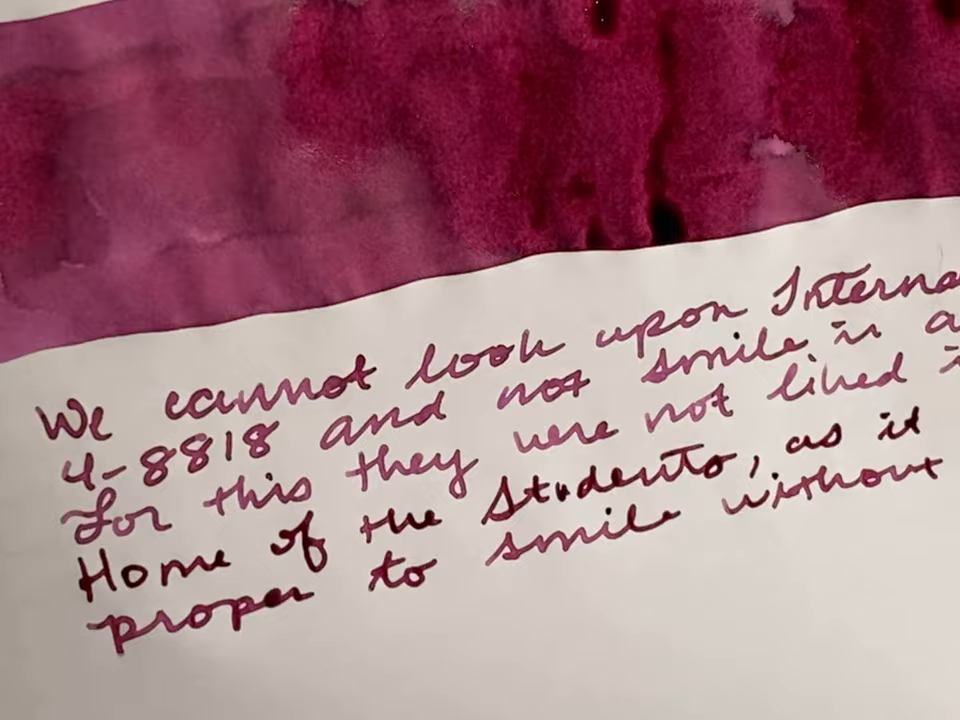 We cannot look upon Interna
4-8818 and not smile in a
For this they were not liked i
Home of the Students, as it
proper to smile without